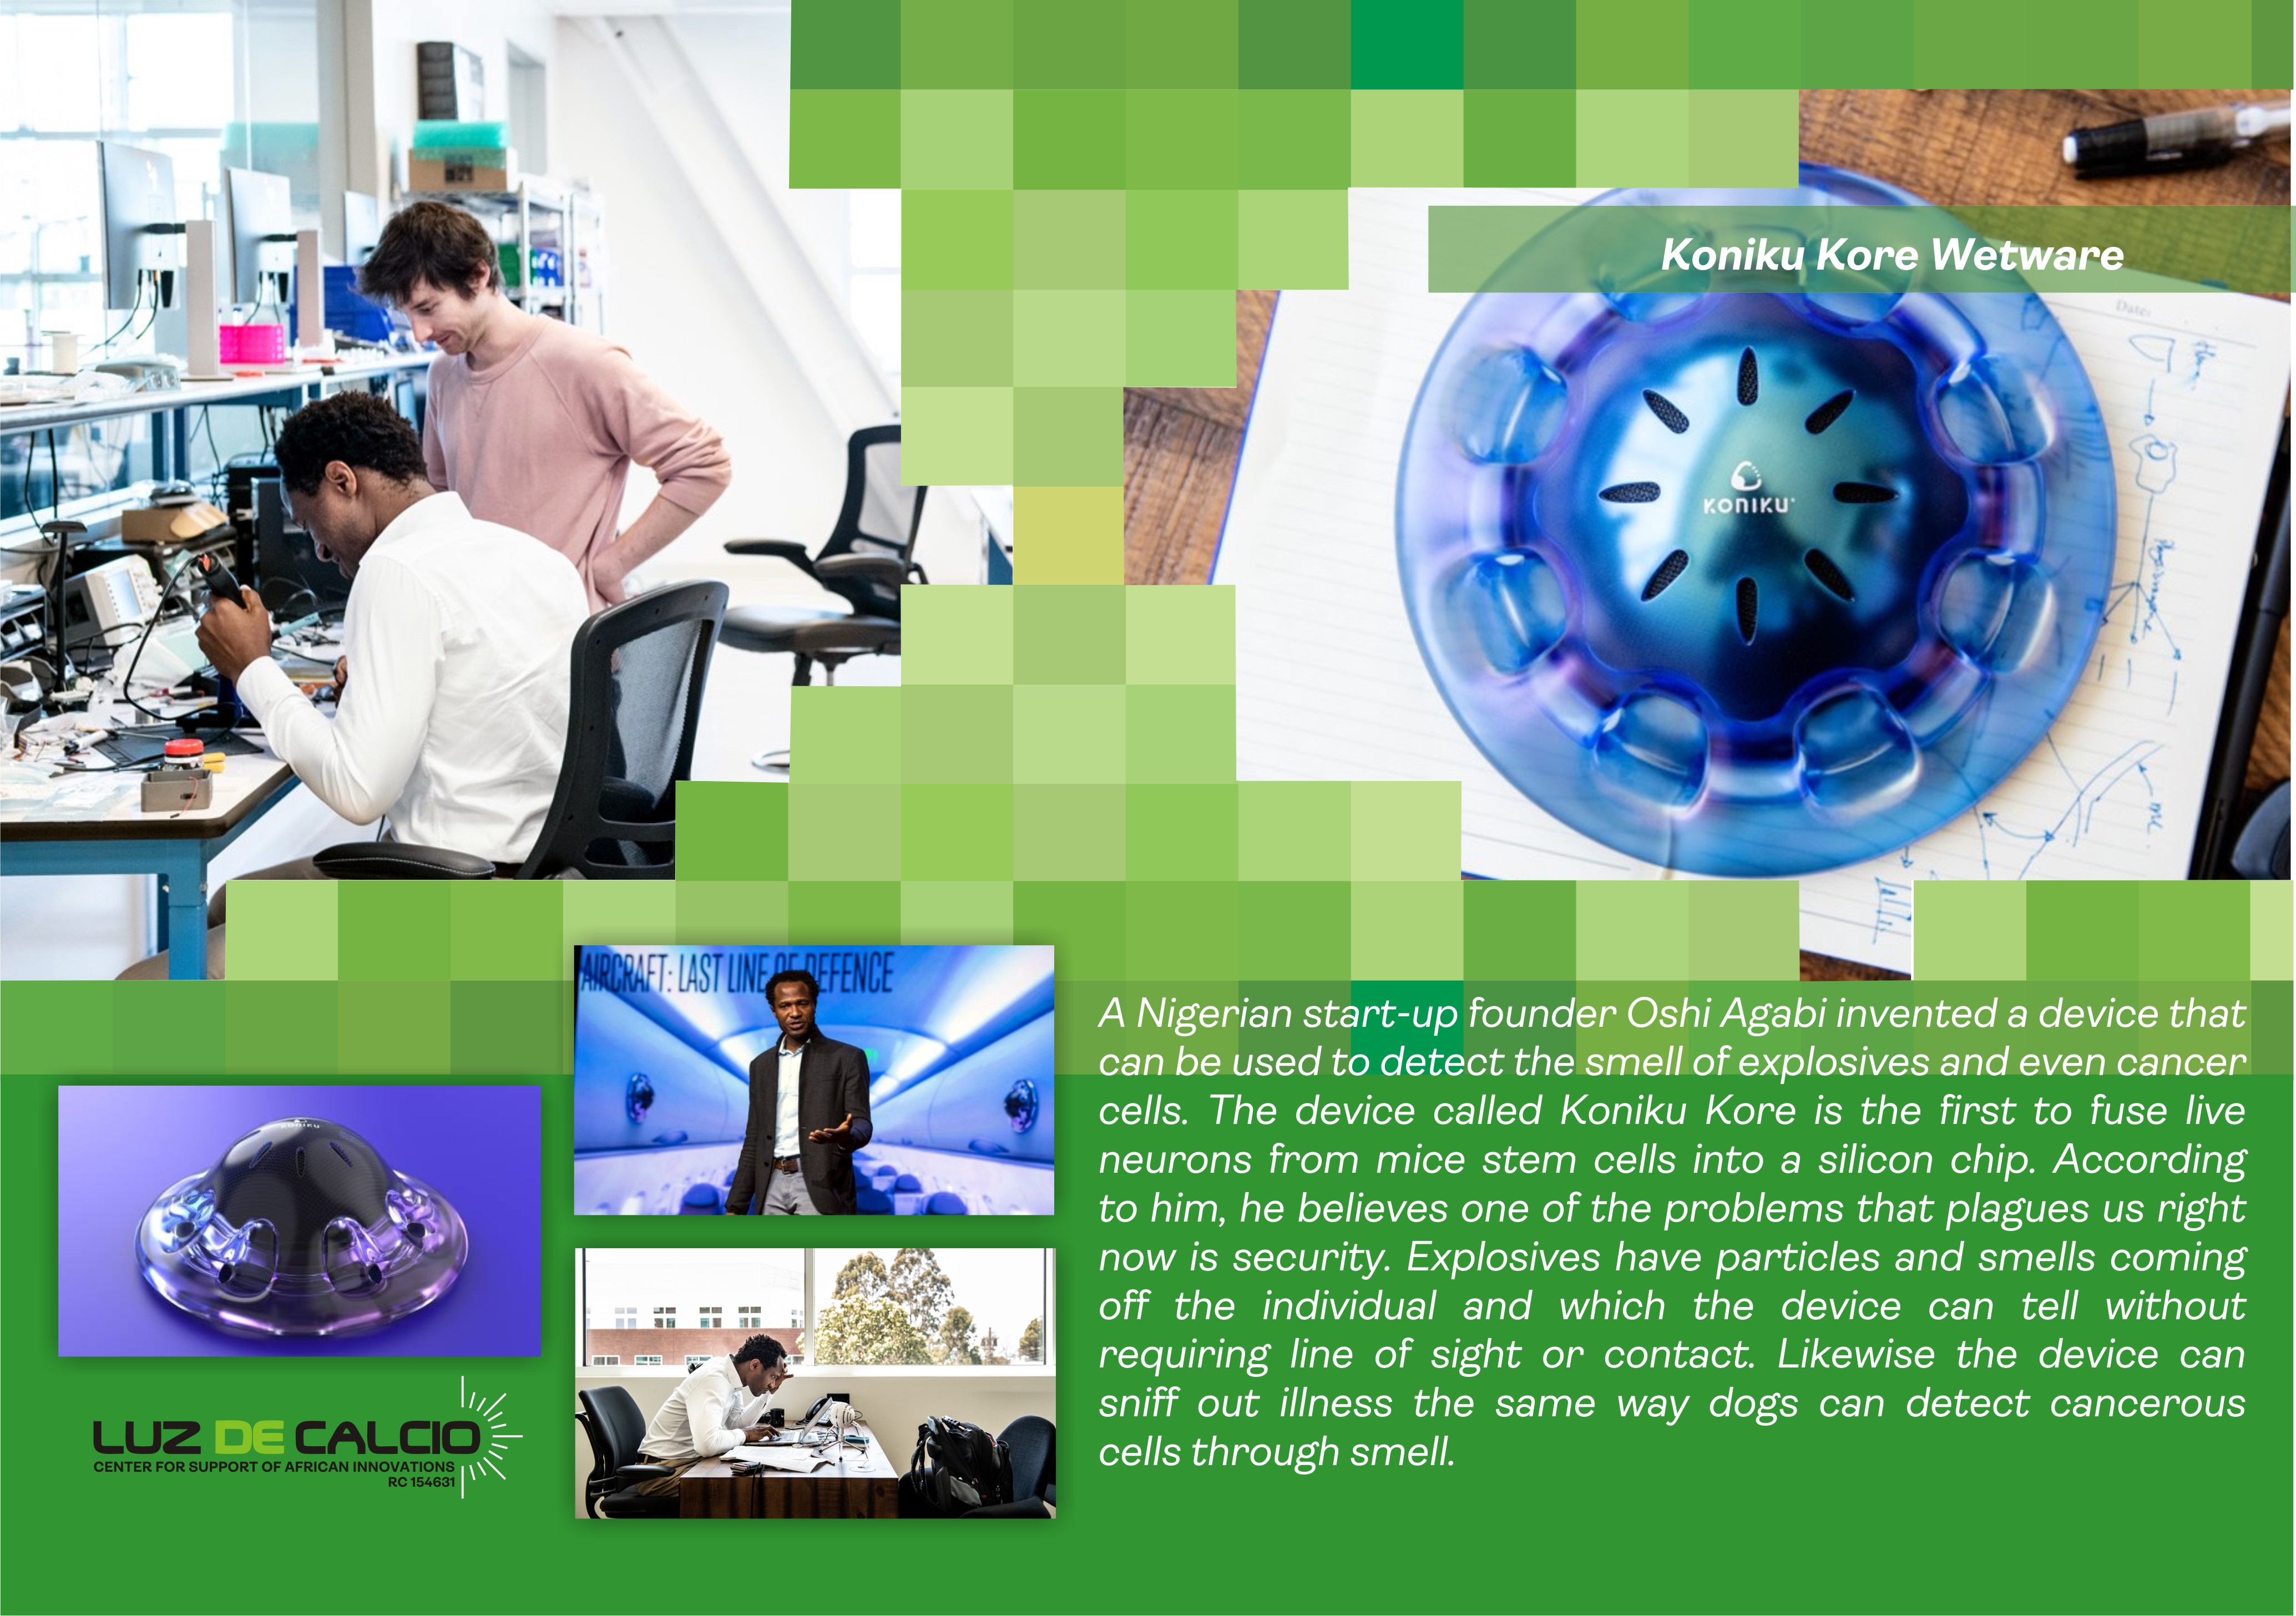 Koniku Kore Wetware
Date:
KONIKU
AIRCRAFT: LAST LINE OF DEFENCE
A Nigerian start-up founder Oshi Agabi invented a device that
can be used to detect the smell of explosives and even cancer
cells. The device called Koniku Kore is the first to fuse live
neurons from mice stem cells into a silicon chip. According
to him, he believes one of the problems that plagues us right
now is security. Explosives have particles and smells coming
off the individual and which the device can tell without
requiring line of sight or contact. Likewise the device can
sniff out illness the same way dogs can detect cancerous
cells through smell.
KONIKU
LUZ DE CALCIO
CENTER FOR SUPPORT OF AFRICAN INNOVATIONS
RC 154631